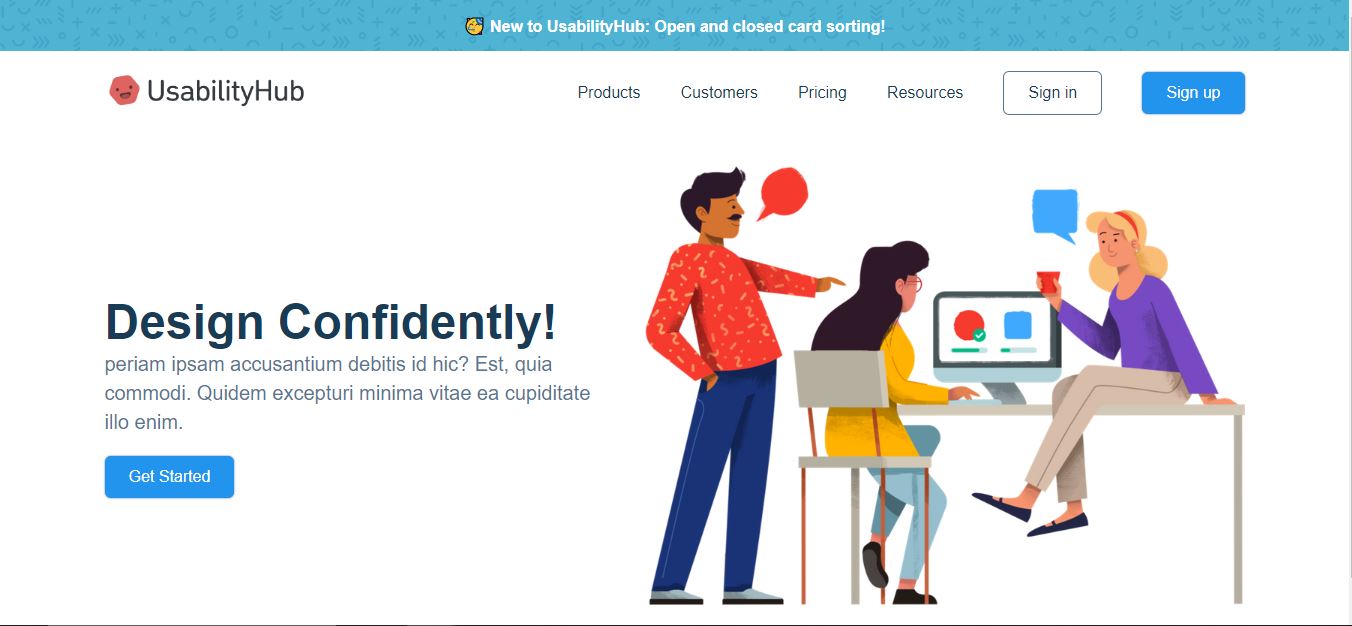 New to UsabilityHub: Open and closed card sorting!
UsabilityHub
Products
Customers
Pricing
Resources
Sign in
Sign up
Design Confidently!
periam ipsam accusantium debitis id hic? Est, quia
commodi. Quidem excepturi minima vitae ea cupiditate
illo enim.
Get Started